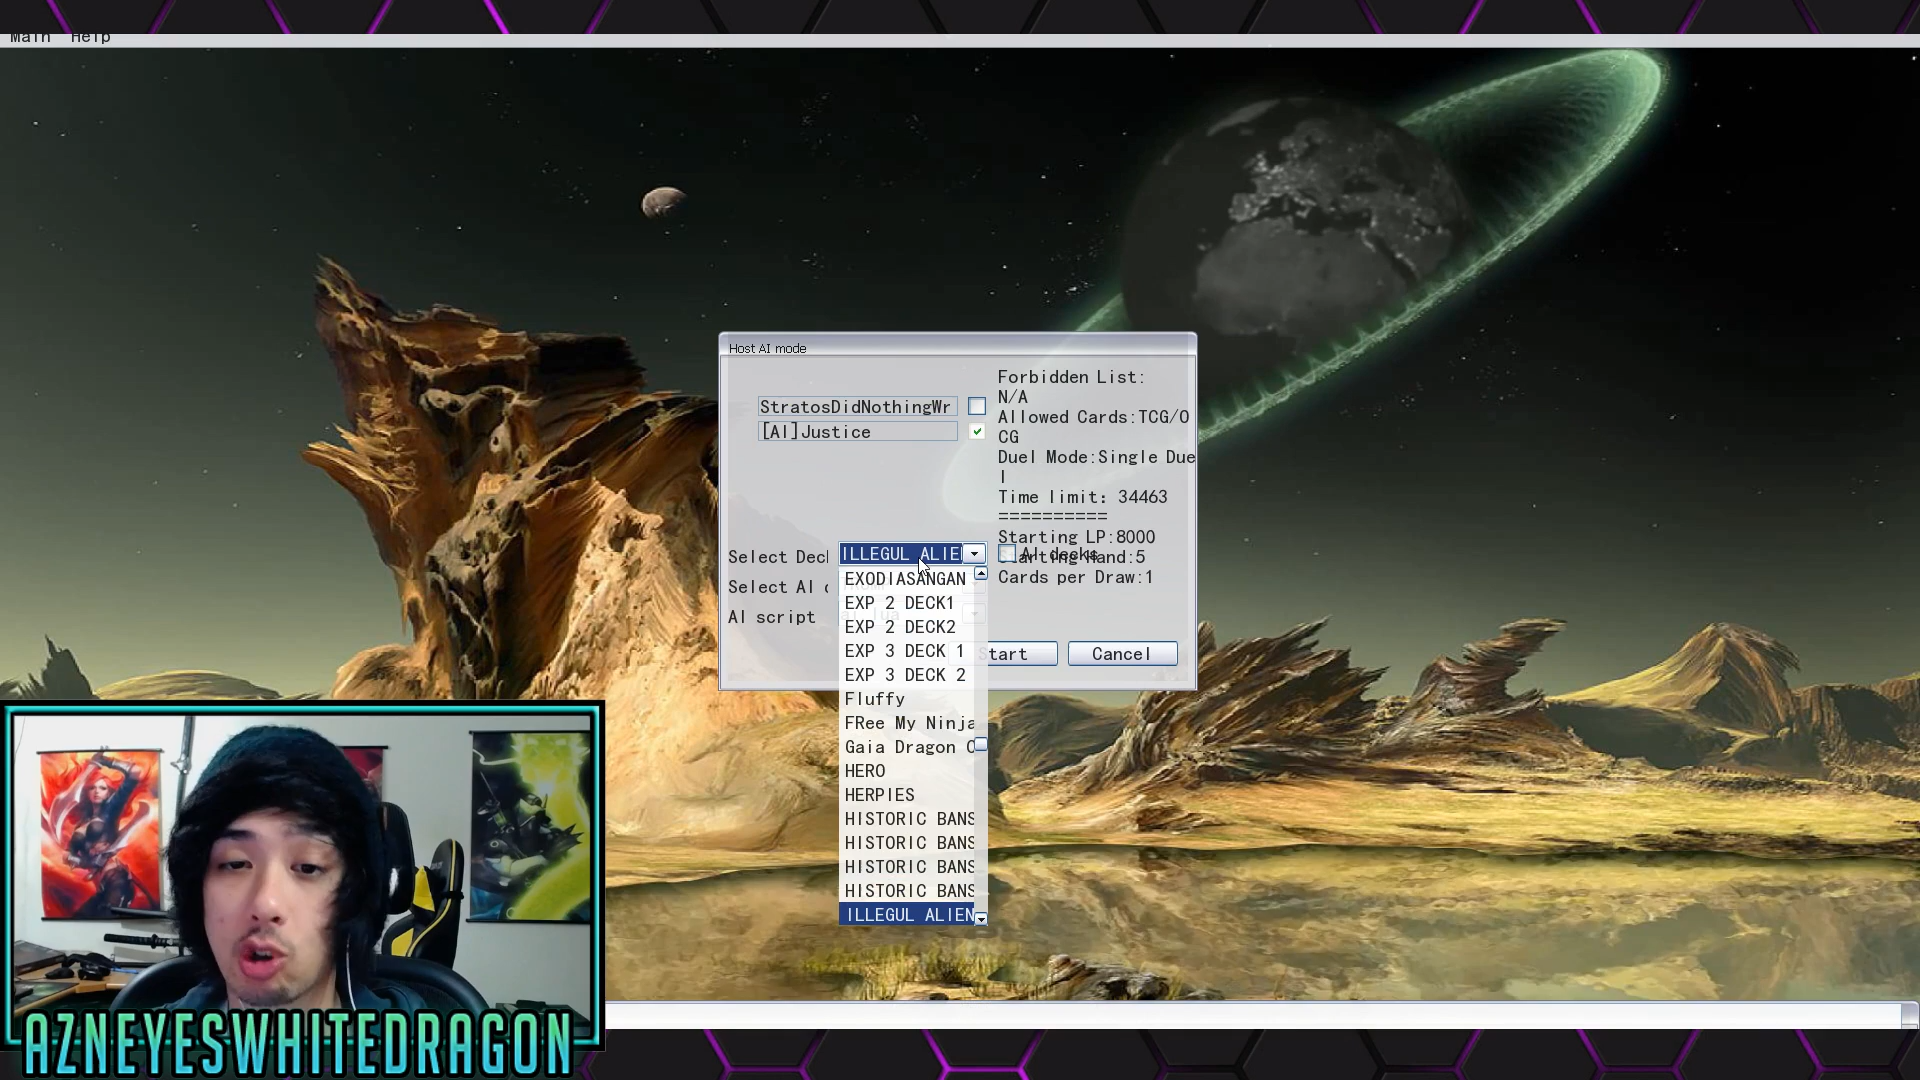 Main Help
Host AI mode
StratosDidNothingWr
[AI]Justice
Forbidden List:
N/A
Allowed Cards:TCG/O
CG
Duel Mode:Single Due
l
Time limit: 34463
==========
Starting LP:8000
Starting Hand:5
Cards per Draw:1
Select Deck
ILLEGUL ALIE
AI decks
Select AI
AI script
EXODIASANGAN
EXP 2 DECK1
EXP 2 DECK2
EXP 3 DECK 1
EXP 3 DECK 2
Fluffy
FRee My Ninja
Gaia Dragon C
HERO
HERPIES
HISTORIC BANS
HISTORIC BANS
HISTORIC BANS
HISTORIC BANS
ILLEGUL ALIEN
Start
Cancel
AZNEYESWHITEDRAGON